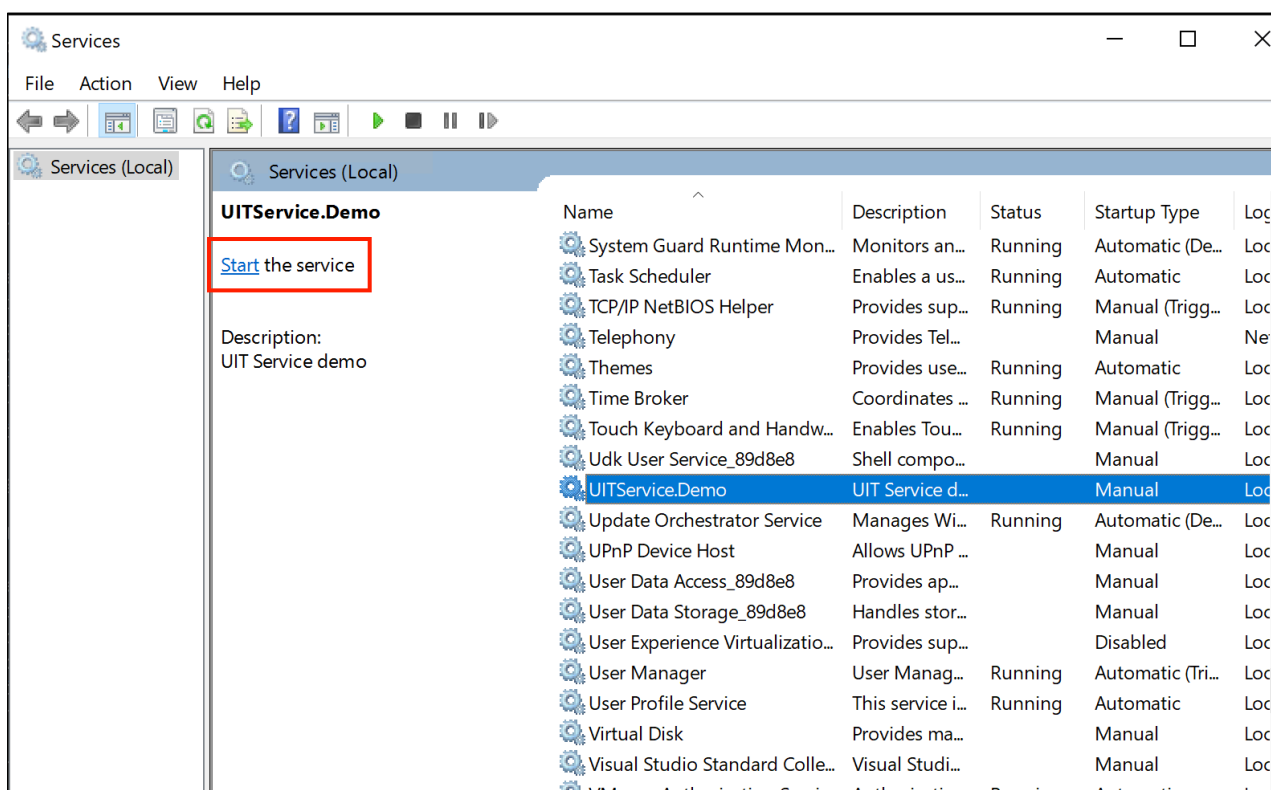 Services
File Action View Help
Services (Local)
Services (Local)
UITService.Demo
Start the service
Description:
UIT Service demo
Name Description Status Startup Type Log
System Guard Runtime Mon... Monitors an... Running Automatic (De... Loc
Task Scheduler Enables a us... Running Automatic Loc
TCP/IP NetBIOS Helper Provides sup... Running Manual (Trigg... Loc
Telephony Provides Tel... Manual Ne
Themes Provides use... Running Automatic Loc
Time Broker Coordinates ... Running Manual (Trigg... Loc
Touch Keyboard and Handw... Enables Tou... Running Manual (Trigg... Loc
Udk User Service_89d8e8 Shell compo... Manual Loc
UITService.Demo UIT Service d... Manual Loc
Update Orchestrator Service Manages Wi... Running Automatic (De... Loc
UPnP Device Host Allows UPnP ... Manual Loc
User Data Access_89d8e8 Provides ap... Manual Loc
User Data Storage_89d8e8 Handles stor... Manual Loc
User Experience Virtualizatio... Provides sup... Disabled Loc
User Manager User Manag... Running Automatic (Tri... Loc
User Profile Service This service i... Running Automatic Loc
Virtual Disk Provides ma... Manual Loc
Visual Studio Standard Colle... Visual Studi... Manual Loc